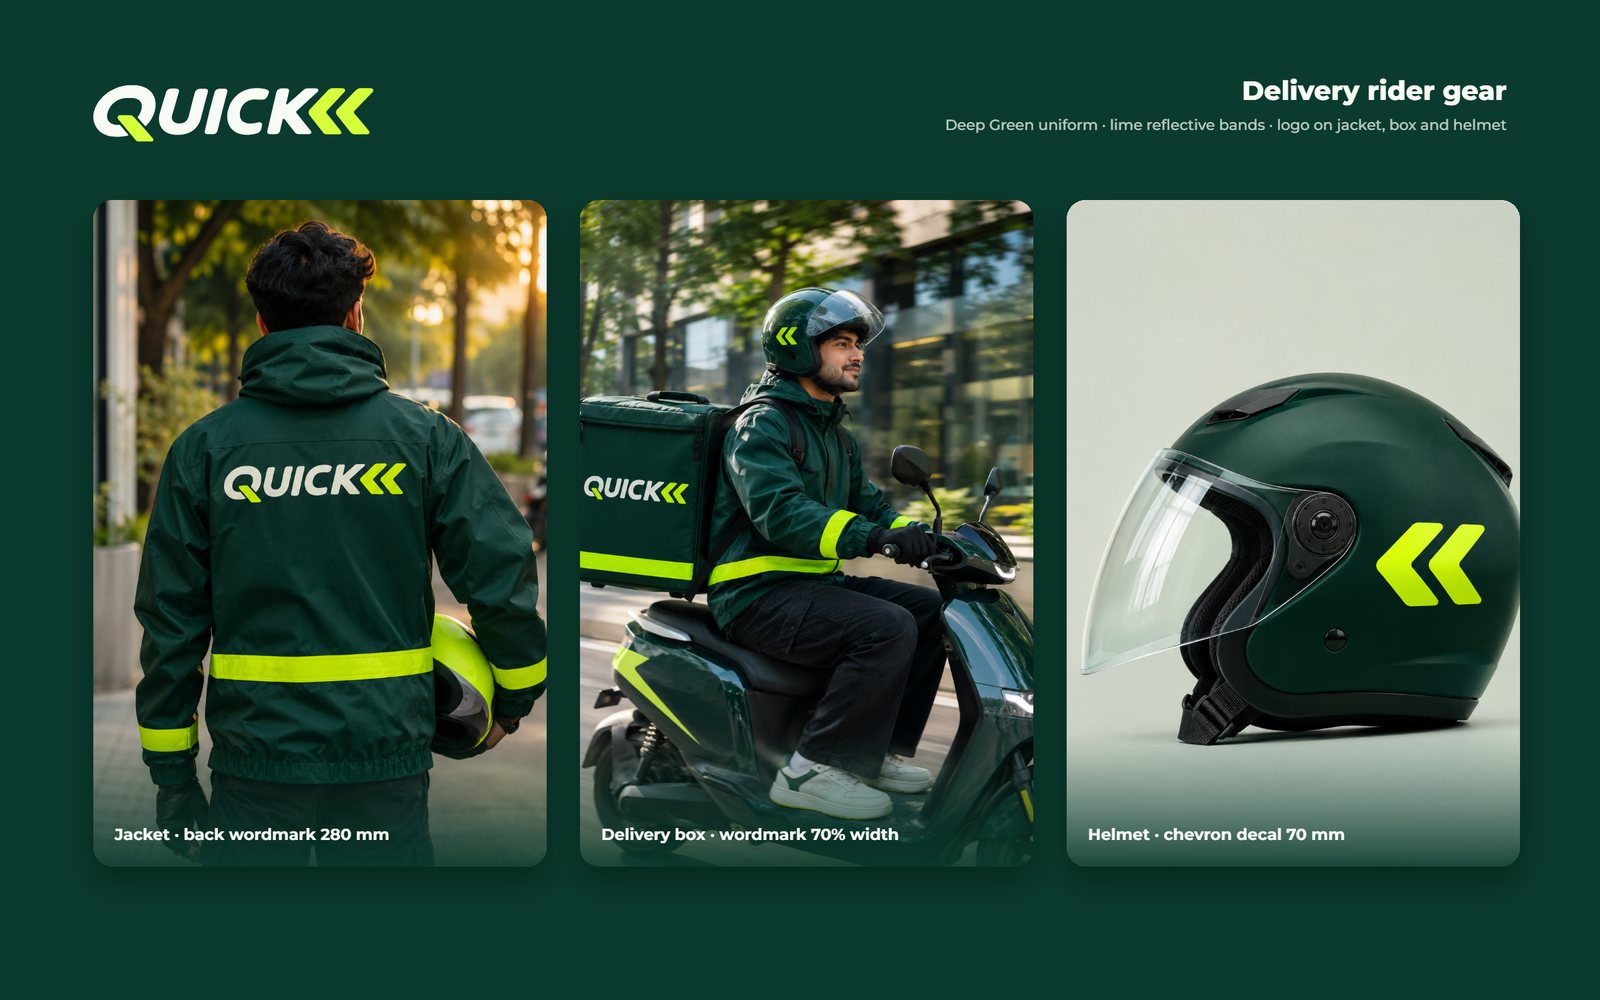 QUICK
Delivery rider gear
Deep Green uniform · lime reflective bands · logo on jacket, box and helmet
QUICK
QUICK
Jacket · back wordmark 280 mm
Delivery box · wordmark 70% width
Helmet · chevron decal 70 mm